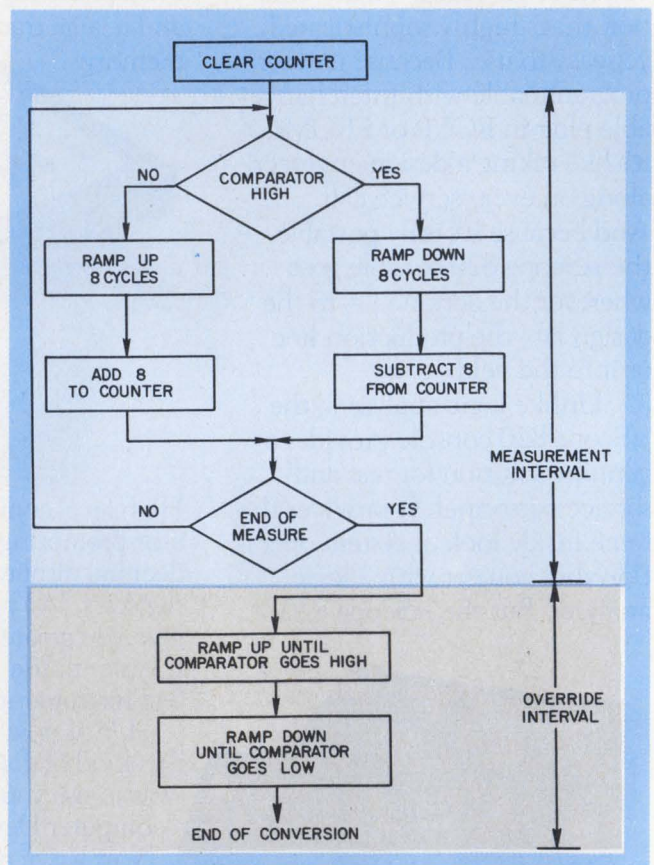 CLEAR COUNTER
COMPARATOR
HIGH
NO
YES
RAMP UP
8 CYCLES
RAMP DOWN
8 CYCLES
ADD 8
TO COUNTER
SUBTRACT 8
FROM COUNTER
MEASUREMENT
INTERVAL
END OF
MEASURE
NO
YES
RAMP UP UNTIL
COMPARATOR GOES HIGH
OVERRIDE
INTERVAL
RAMP DOWN
UNTIL COMPARATOR
GOES LOW
END OF CONVERSION